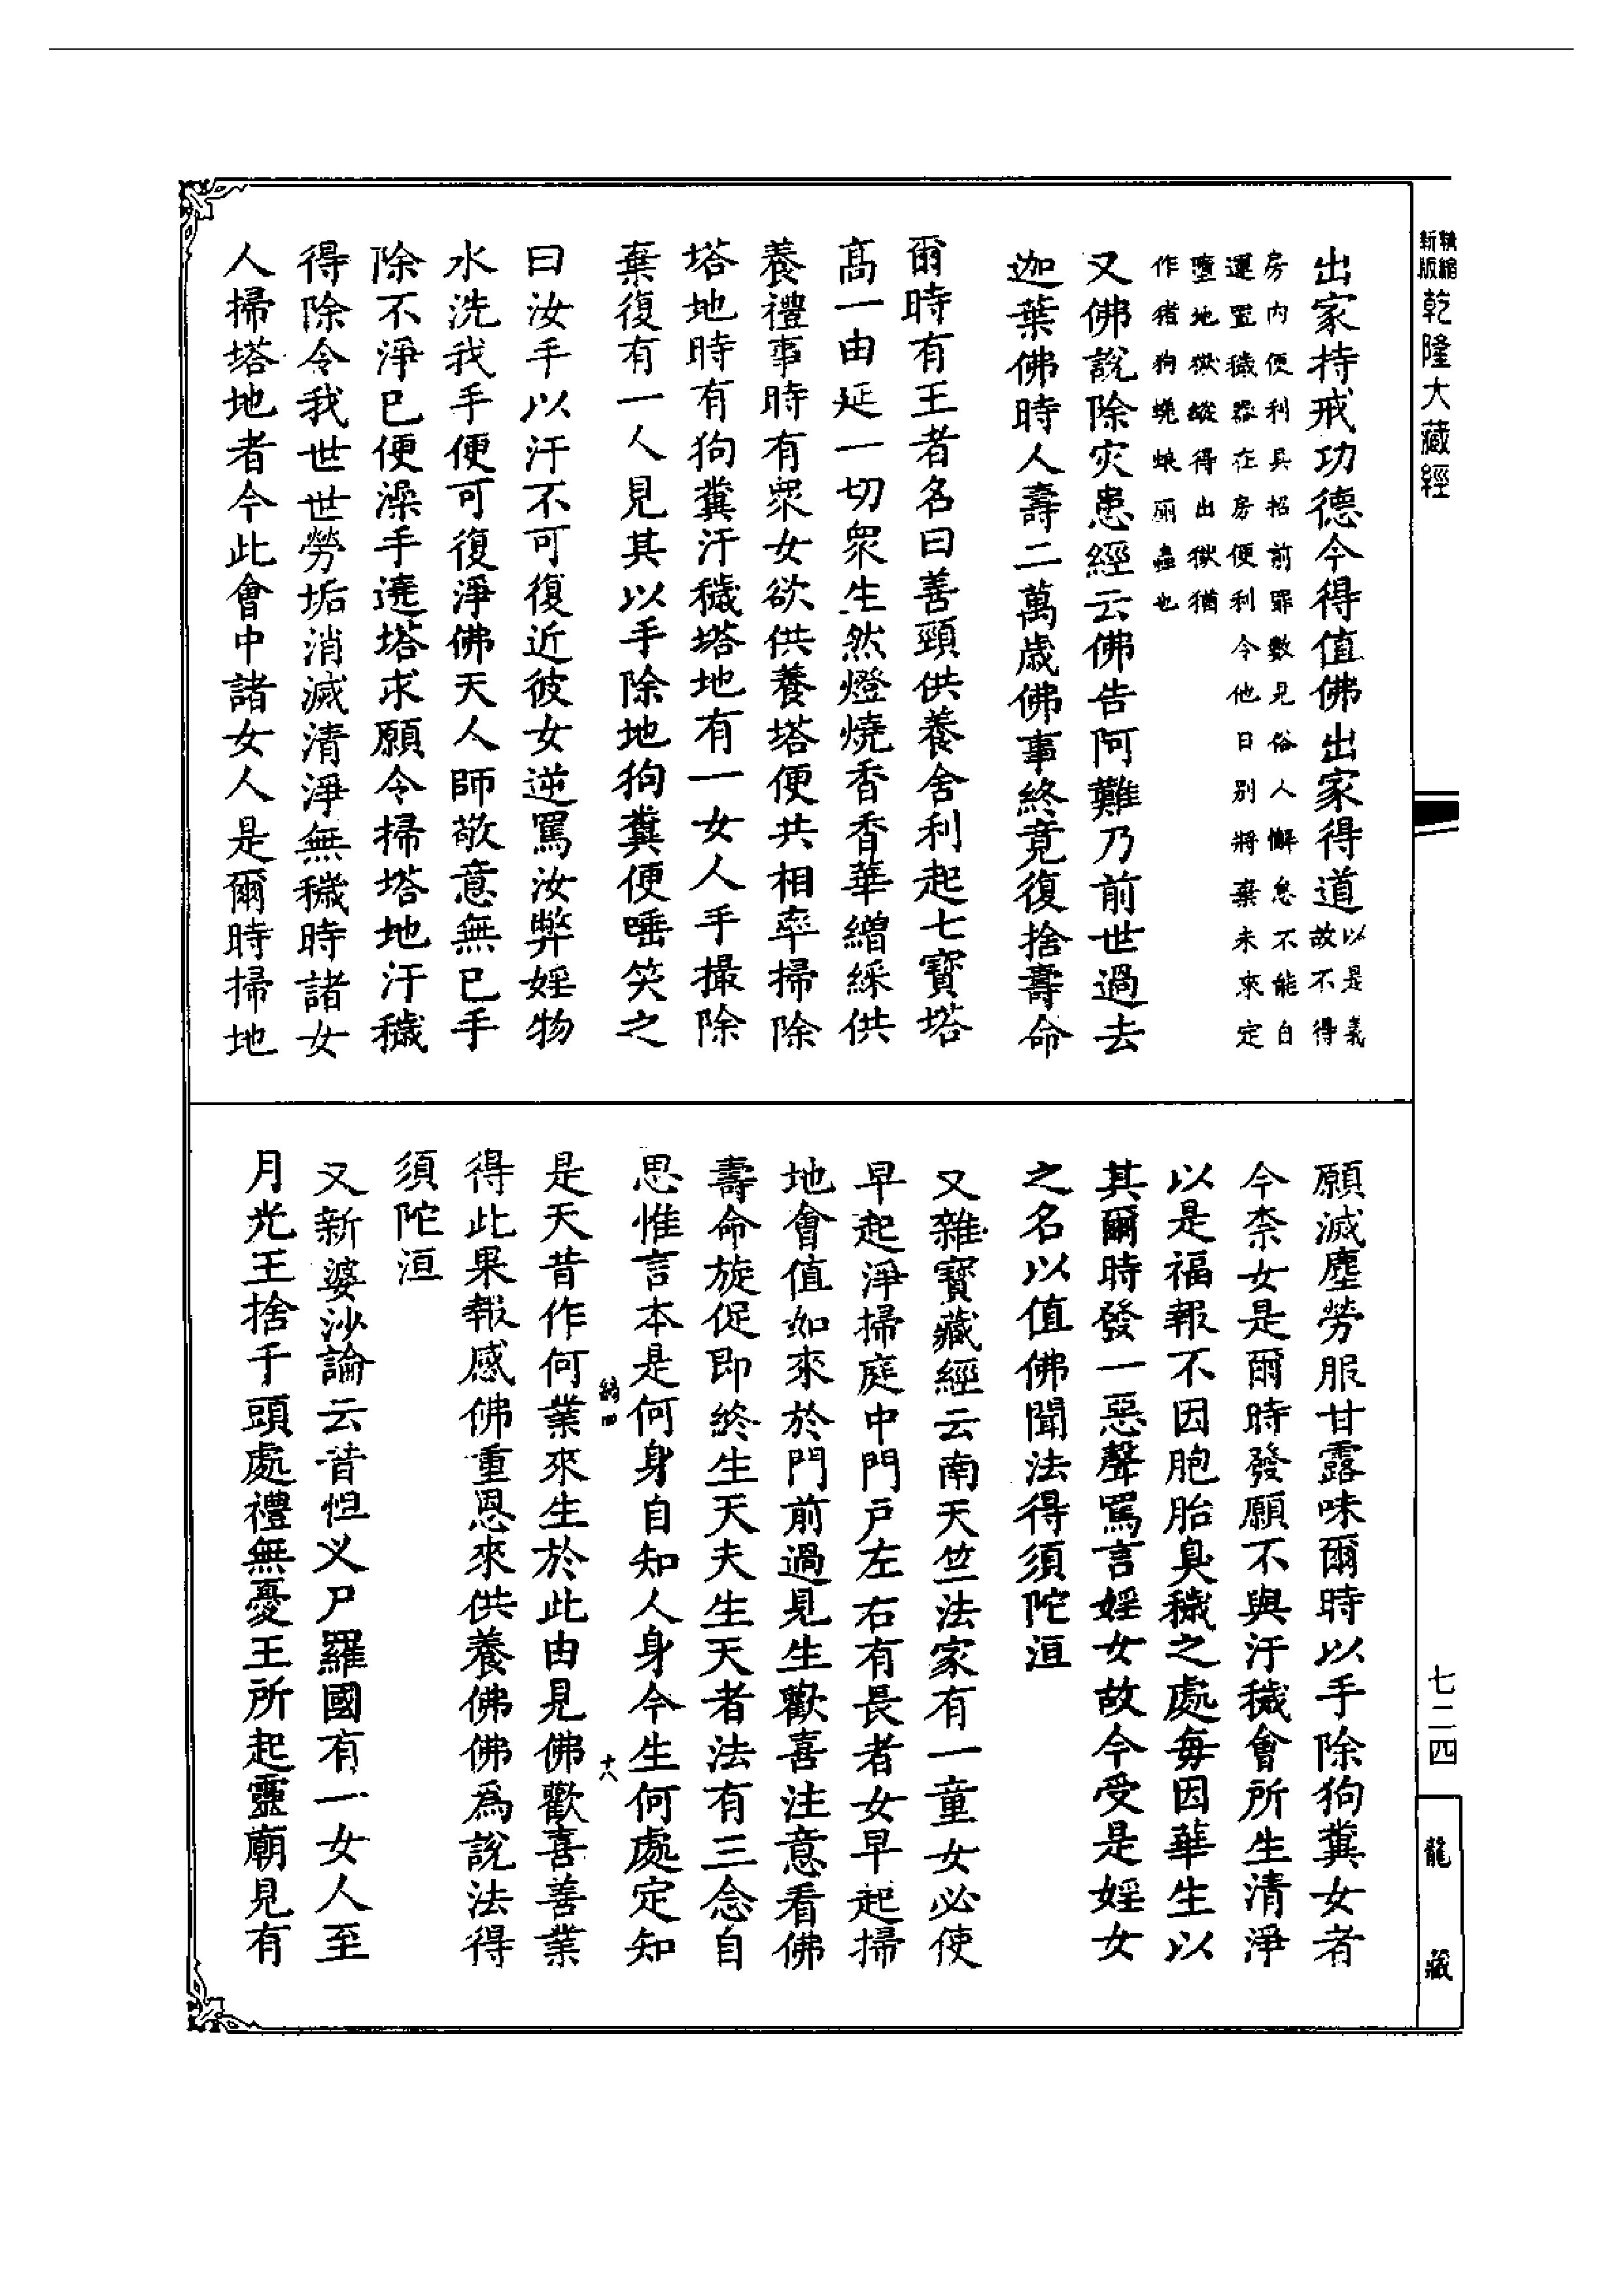 精縮
新版
乾隆大藏經
七二四
龍藏
出家持戒功德今得值佛出家得道以是義
故不得
房内便利具招前罪數見俗人懈怠不能白
還置穢器在房便利令他日別將棄未來定
墮地獄縱得出獄猶
作猪狗蜣蜋廁蟲也
又佛說除灾患經云佛告阿難乃前世過去
迦葉佛時人壽二萬歲佛事終竟復捨壽命
爾時有王者名曰善頸供養舍利起七寶塔
高一由延一切衆生然燈燒香香華繒綵供
養禮事時有衆女欲供養塔便共相率掃除
塔地時有狗糞汙穢塔地有一女人手撮除
棄復有一人見其以手除地狗糞便唾笑之
曰汝手以汙不可復近彼女逆罵汝弊婬物
水洗我手便可復淨佛天人師敬意無已手
除不淨已便澡手遶塔求願令掃塔地汙穢
得除令我世世勞垢消滅清淨無穢時諸女
人掃塔地者今此會中諸女人是爾時掃地
願滅塵勞服甘露味爾時以手除狗糞女者
今柰女是爾時發願不與汙穢會所生清淨
以是福報不因胞胎臭穢之處每因華生以
其爾時發一惡聲罵言婬女故今受是婬女
之名以值佛聞法得須陀洹
又雜寶藏經云南天竺法家有一童女必使
早起淨掃庭中門戶左右有長者女早起掃
地會值如來於門前過見生歡喜注意看佛
壽命旋促即終生天夫生天者法有三念自
思惟言本是何身自知人身今生何處定知
十八
是天昔作何業來生於此由見佛歡喜善業
得此果報感佛重恩來供養佛佛爲說法得
須陀洹
又新婆沙論云昔怛义尸羅國有一女人至
月光王捨千頭處禮無憂王所起靈廟見有